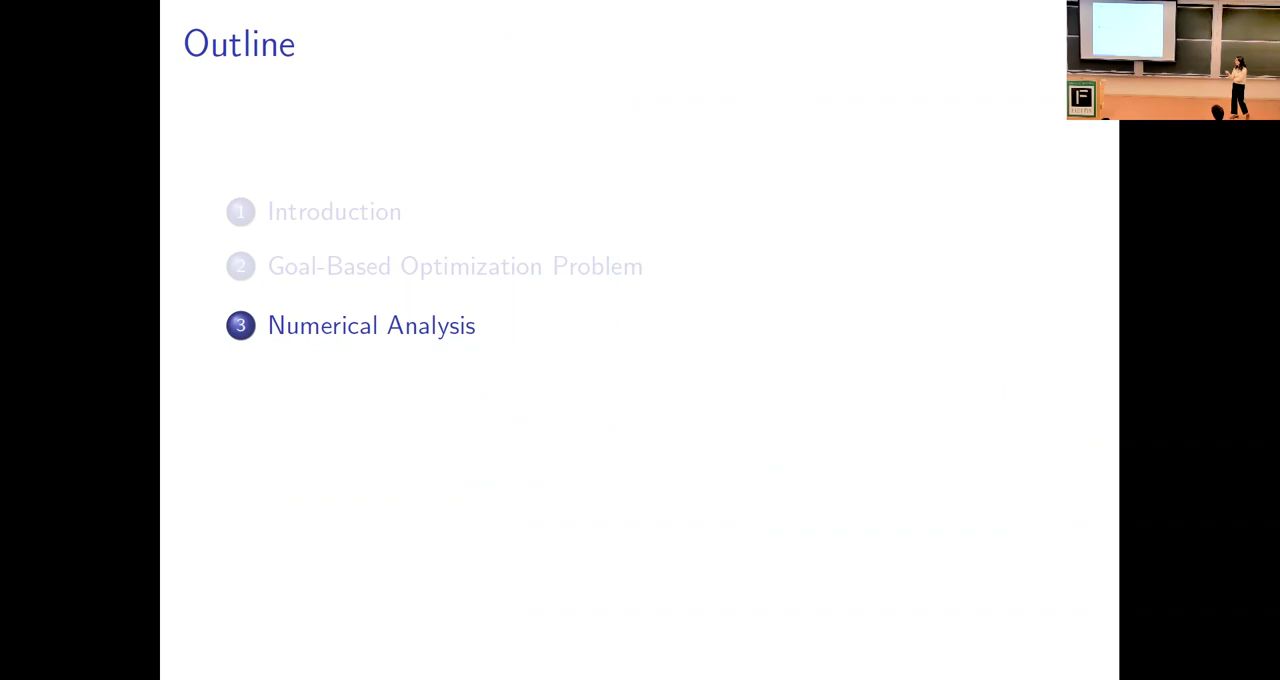 Outline
1 Introduction
2 Goal-Based Optimization Problem
3 Numerical Analysis
F